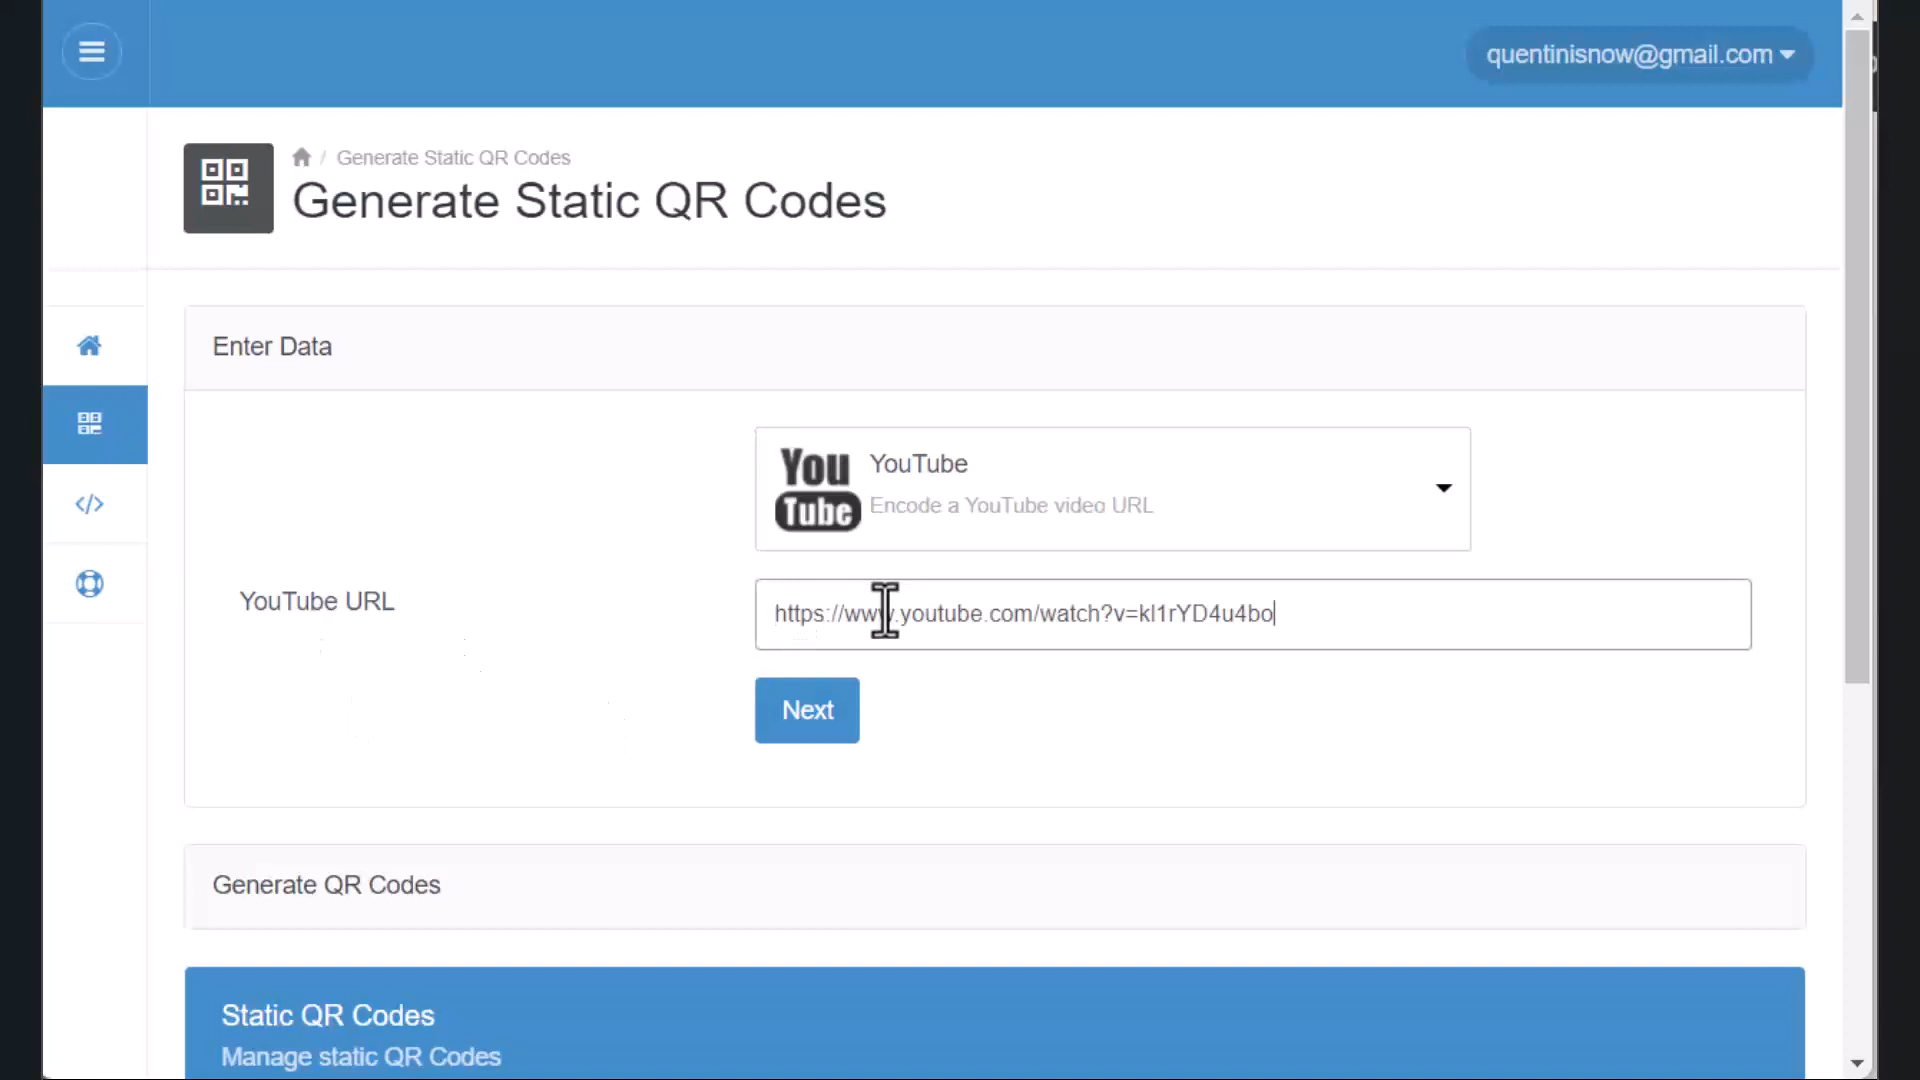 quentinisnow@gmail.com
/ Generate Static QR Codes
Generate Static QR Codes
Enter Data
You
Tube
YouTube
Encode a YouTube video URL
YouTube URL
https://www.youtube.com/watch?v=kl1rYD4u4bo
Next
Generate QR Codes
Static QR Codes
Manage static QR Codes